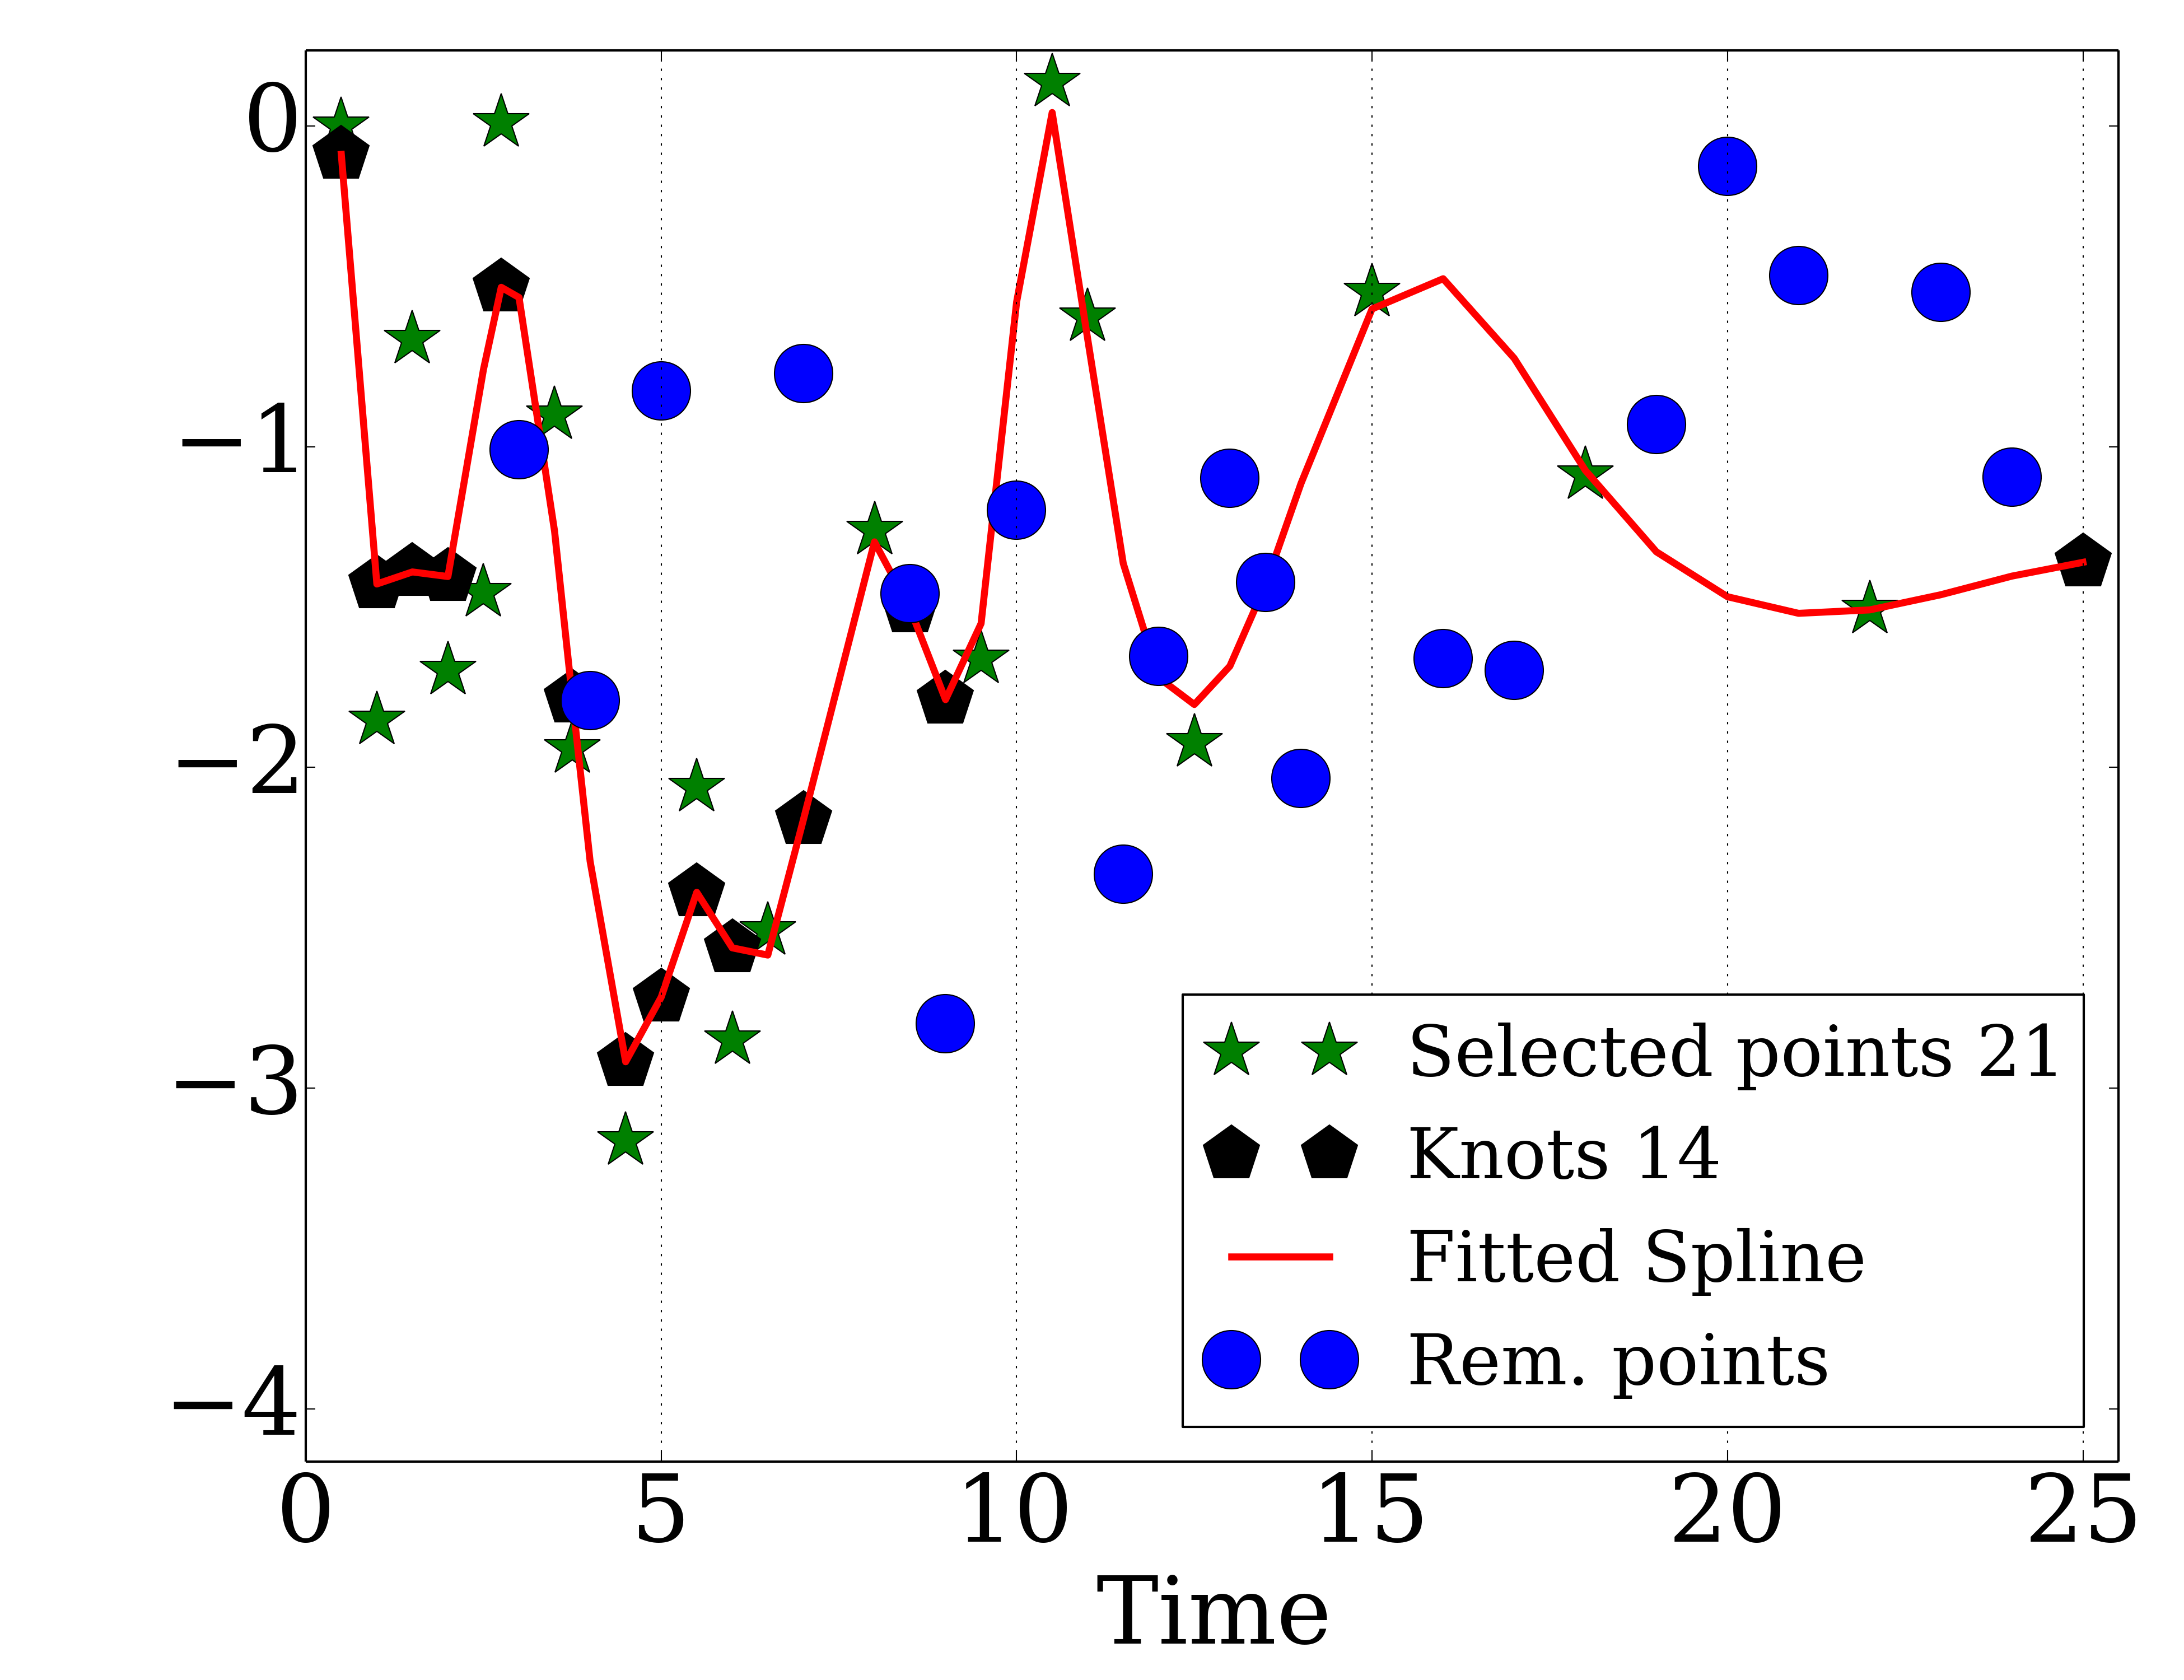 0
−1
−2
−3
−4
0 5 10 15 20 25
Time
Selected points 21
Knots 14
Fitted Spline
Rem. points